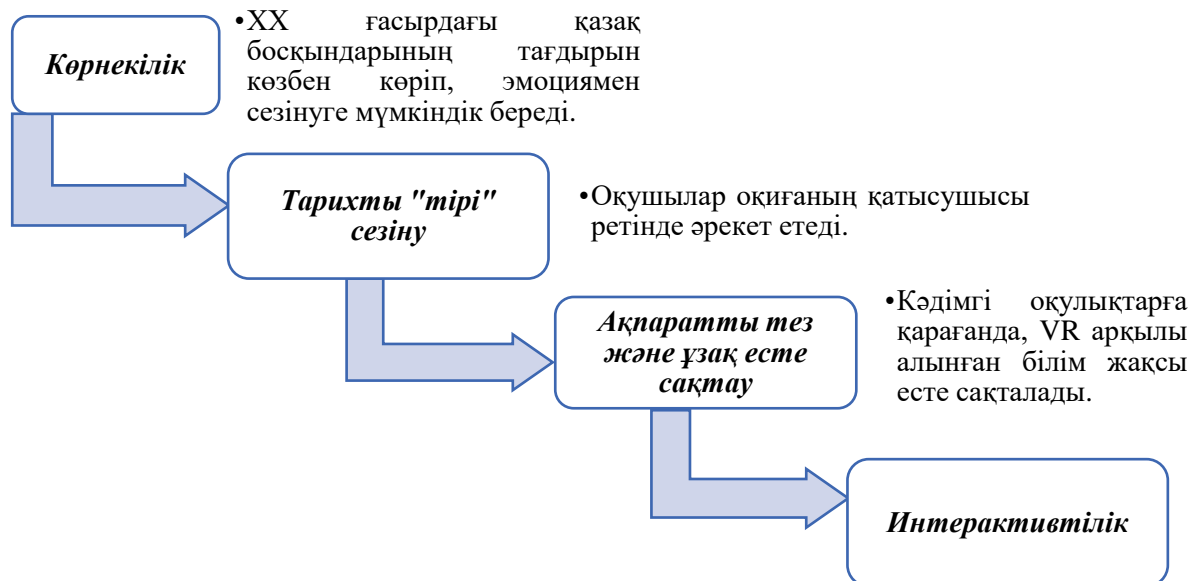 Көрнекілік
•XX ғасырдағы қазақ
босқындарының тағдырын
көзбен көріп, эмоциямен
сезінуге мүмкіндік береді.
Тарихты "тірі"
сезіну
•Оқушылар оқиғаның қатысушысы
ретінде әрекет етеді.
Ақпаратты тез
және ұзақ есте
сақтау
•Кәдімгі оқулықтарға
қарағанда, VR арқылы
алынған білім жақсы
есте сақталады.
Интерактивтілік